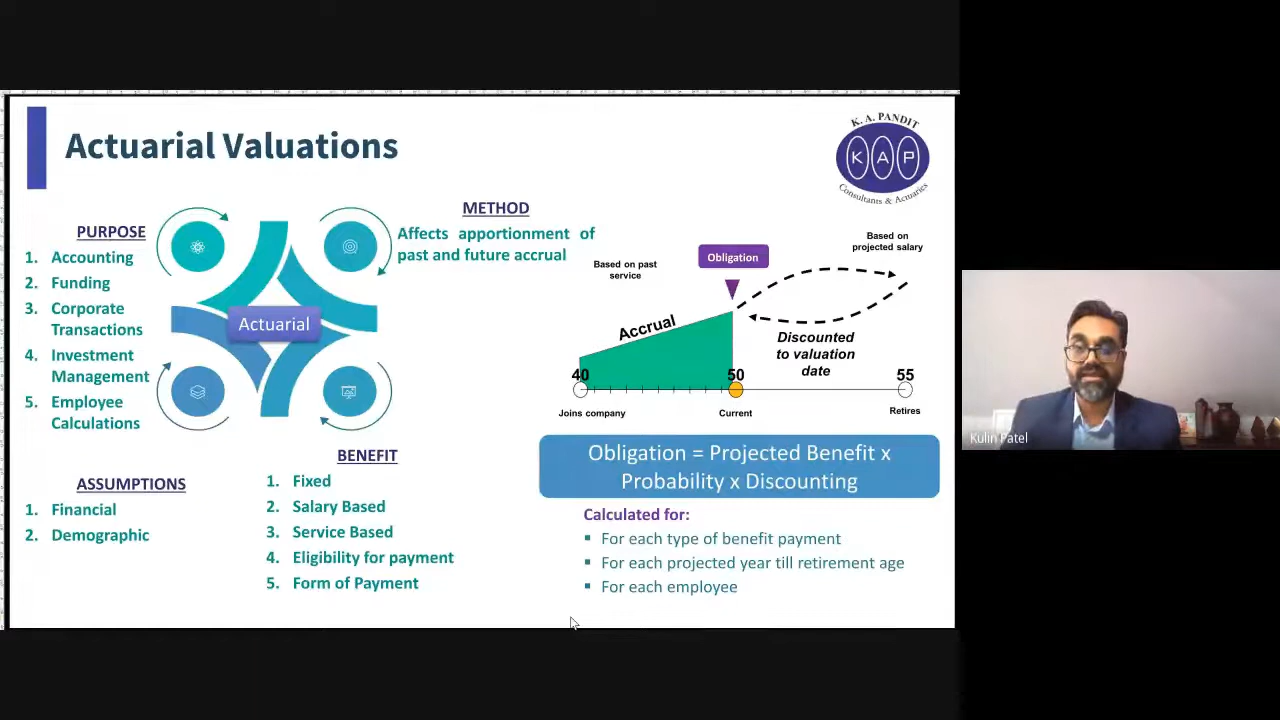 Actuarial Valuations
K. A. PANDIT
K A P
Consultants & Actuaries
PURPOSE
1. Accounting
2. Funding
3. Corporate
Transactions
4. Investment
Management
5. Employee
Calculations
METHOD
Affects apportionment of
past and future accrual
Actuarial
ASSUMPTIONS
1. Financial
2. Demographic
BENEFIT
1. Fixed
2. Salary Based
3. Service Based
4. Eligibility for payment
5. Form of Payment
Based on past
service
Obligation
Based on
projected salary
Accrual
Discounted
to valuation
date
40
50
55
Joins company
Current
Retires
Obligation = Projected Benefit x
Probability x Discounting
Calculated for:
For each type of benefit payment
For each projected year till retirement age
For each employee
Kulin Patel